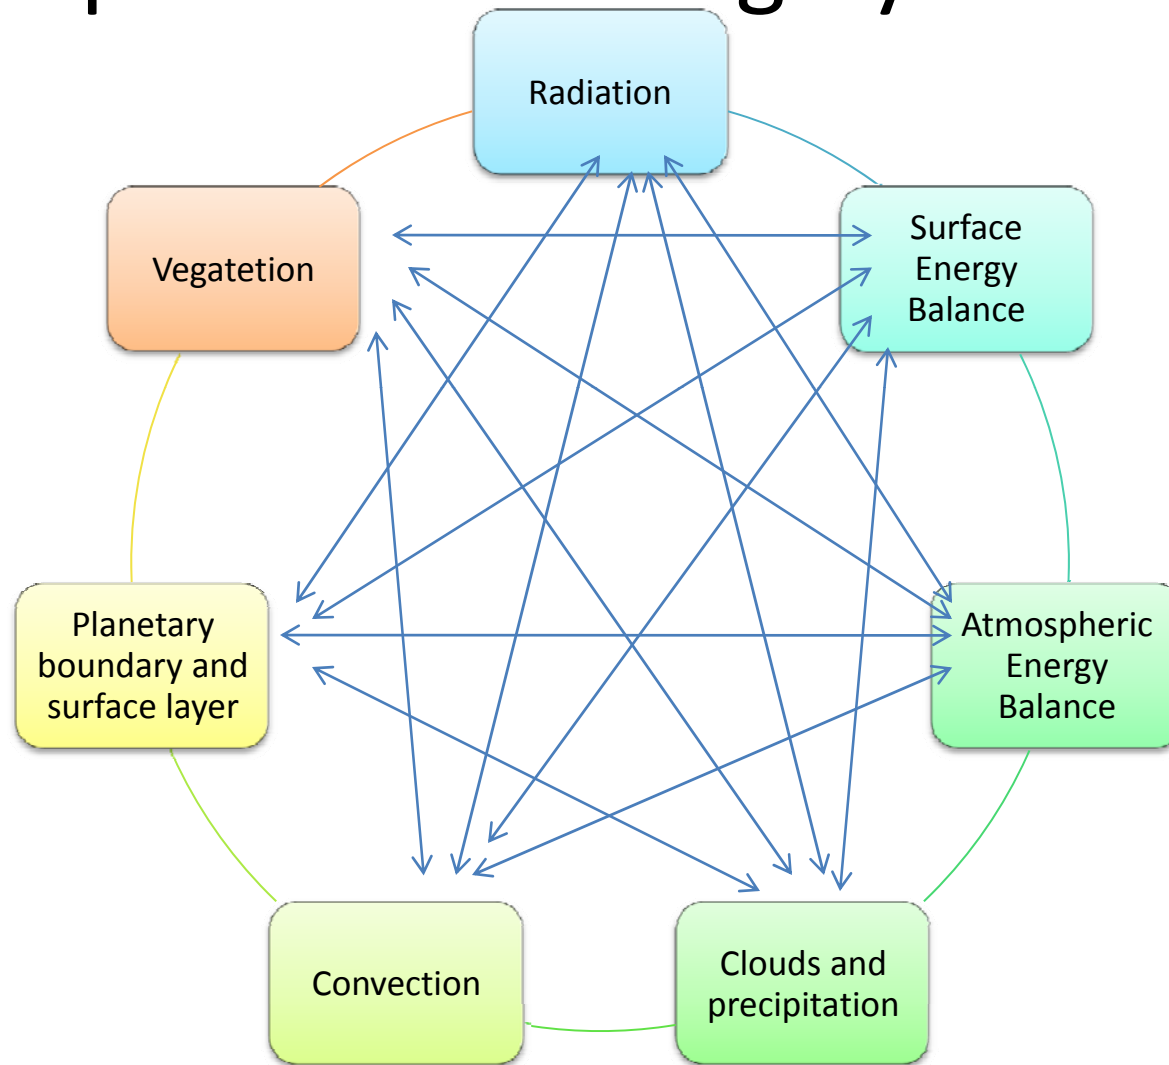 Radiation
Surface
Energy
Balance
Atmospheric
Energy
Balance
Clouds and
precipitation
Convection
Planetary
boundary and
surface layer
Vegatetion